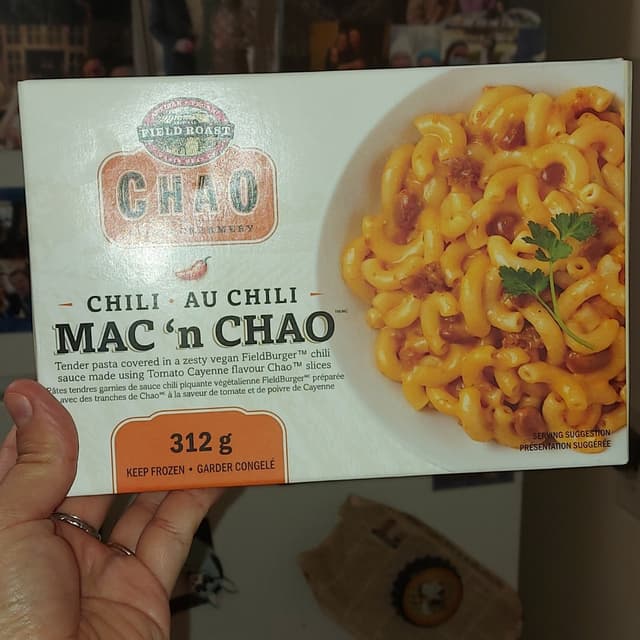 FIELD ROAST
CHAO
CREAMERY
CHILI • AU CHILI
MAC 'n CHAO
Tender pasta covered in a zesty vegan FieldBurger™ chili
sauce made using Tomato Cayenne flavour Chao™ slices
Pâtes tendres garnies de sauce chili piquante végétalienne FieldBurger᙮ᶜ préparée
avec des tranches de Chao᙮ᶜ à la saveur de tomate et de poivre de Cayenne
312 g
KEEP FROZEN • GARDER CONGELÉ
SERVING SUGGESTION
PRÉSENTATION SUGGÉRÉE